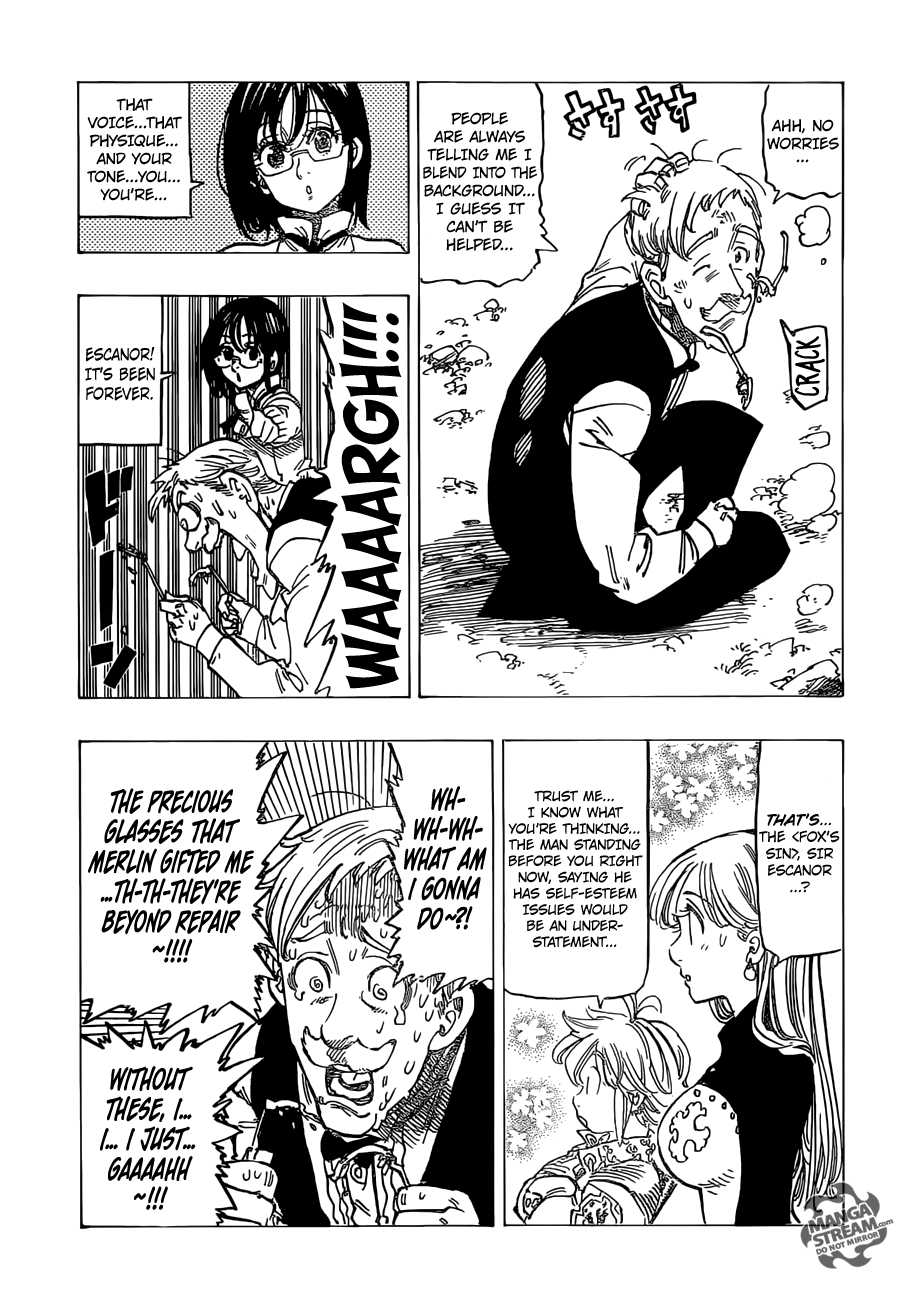 AHH, NO
WORRIES
...
PEOPLE
ARE ALWAYS
TELLING ME I
BLEND INTO THE
BACKGROUND...
I GUESS IT
CAN'T BE
HELPED...
CRACK
THAT
VOICE...THAT
PHYSIQUE...
AND YOUR
TONE...YOU...
YOU'RE...
WAAAARGH!!!
ESCANOR!
IT'S BEEN
FOREVER.
THAT'S...
THE <FOX'S
SIN>, SIR
ESCANOR
...?
TRUST ME...
I KNOW WHAT
YOU'RE THINKING...
THE MAN STANDING
BEFORE YOU RIGHT
NOW, SAYING HE
HAS SELF-ESTEEM
ISSUES WOULD
BE AN UNDER-
STATEMENT...
WH-
WH-WH-
WHAT AM
I GONNA
DO~?!
THE PRECIOUS
GLASSES THAT
MERLIN GIFTED ME
...TH-TH-THEY'RE
BEYOND REPAIR
~!!!!
WITHOUT
THESE, I...
I... I JUST...
GAAAAHH
~!!!
MANGA
STREAM.com
DO NOT MIRROR!